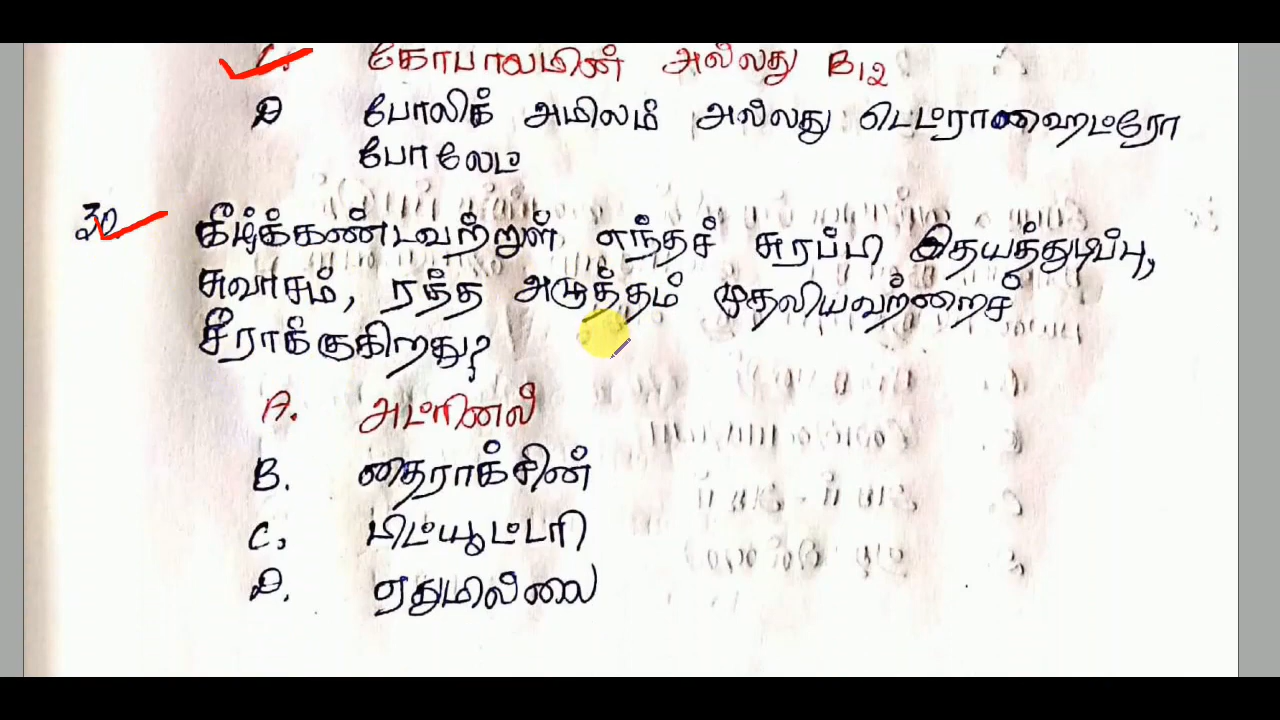 C. கோபாலமின் அல்லது B12
D போலிக் அமிலம் அல்லது டெட்ராஹைட்ரோ
போலேட்
30 கீழ்க்கண்டவற்றுள் எந்தச் சுரப்பி இதயத்துடிப்பு,
சுவாசம், ரத்த அழுத்தம் முதலியவற்றைச்
சீராக்குகிறது?
A. அட்ரினல்
B. தைராக்சின்
C. பிட்யூட்டரி
D. ஏதுமில்லை